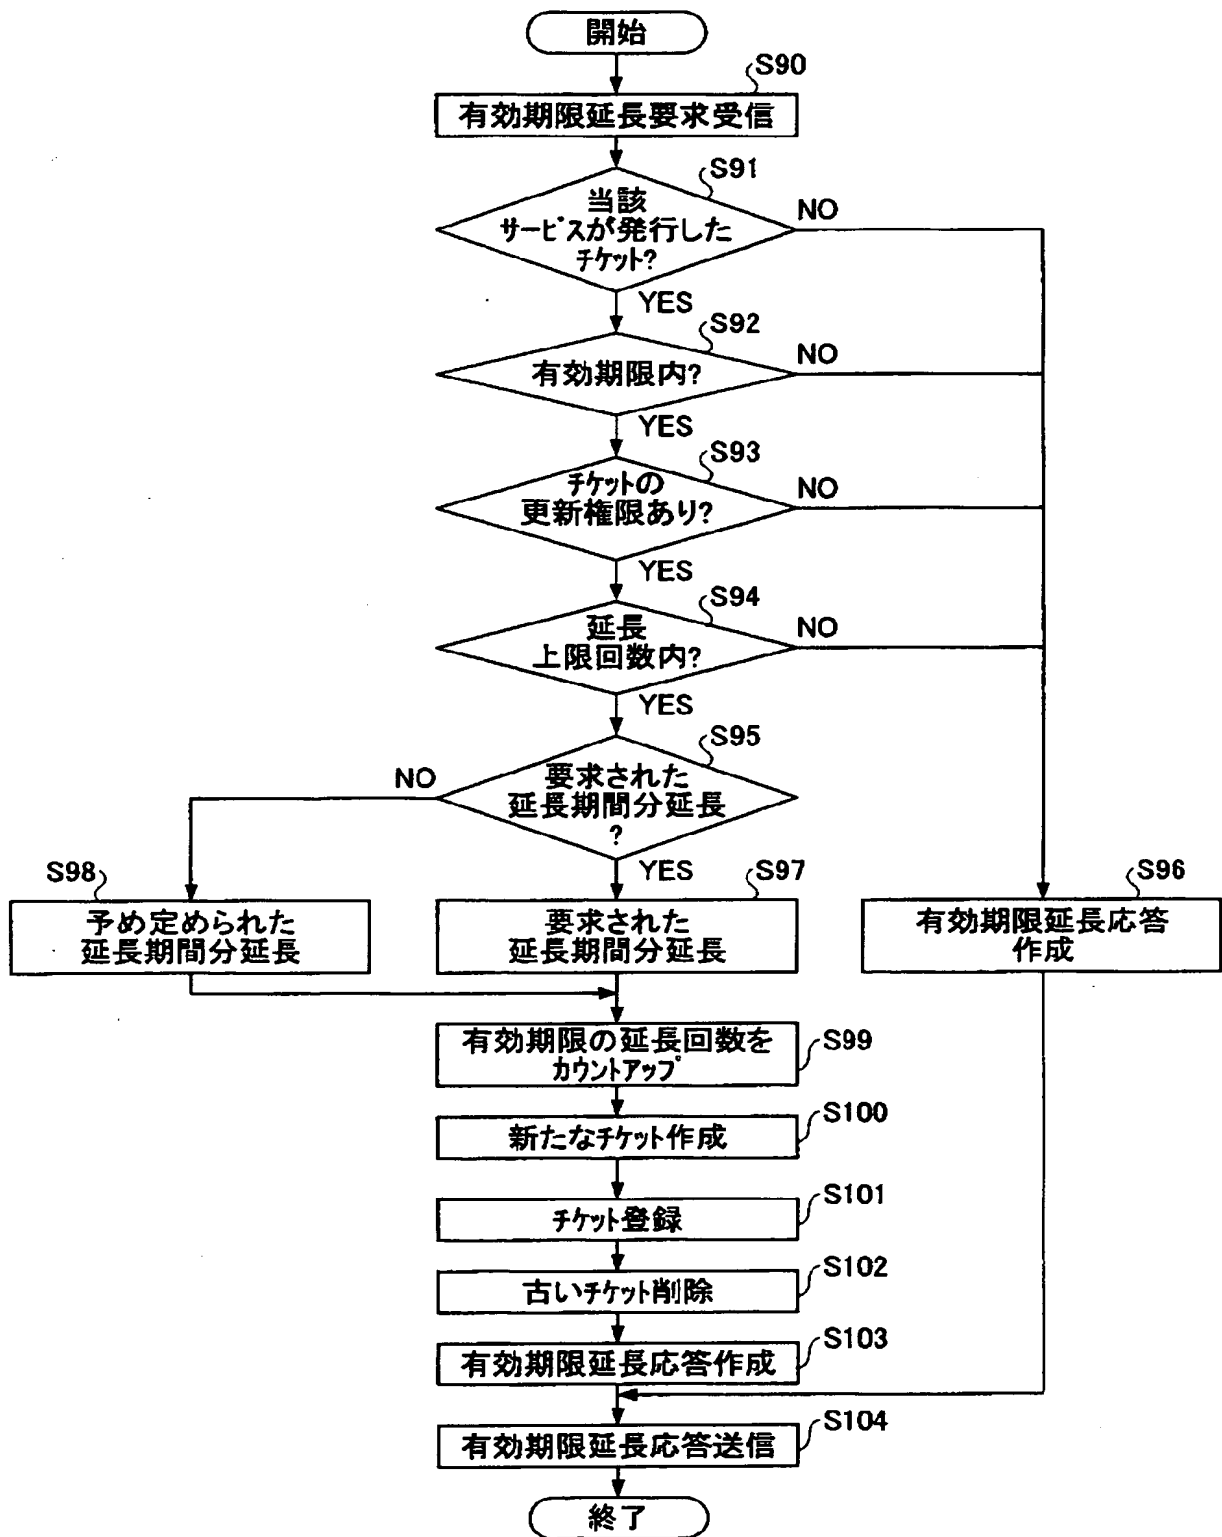 開始
S90
有効期限延長要求受信
S91
当該
サービスが発行した
チケット?
NO
YES
S92
有効期限内?
NO
YES
S93
チケットの
更新権限あり?
NO
YES
S94
延長
上限回数内?
NO
YES
S95
要求された
延長期間分延長
?
NO
YES
S98
予め定められた
延長期間分延長
S97
要求された
延長期間分延長
S96
有効期限延長応答
作成
有効期限の延長回数を
カウントアップ
S99
新たなチケット作成
S100
チケット登録
S101
古いチケット削除
S102
有効期限延長応答作成
S103
有効期限延長応答送信
S104
終了